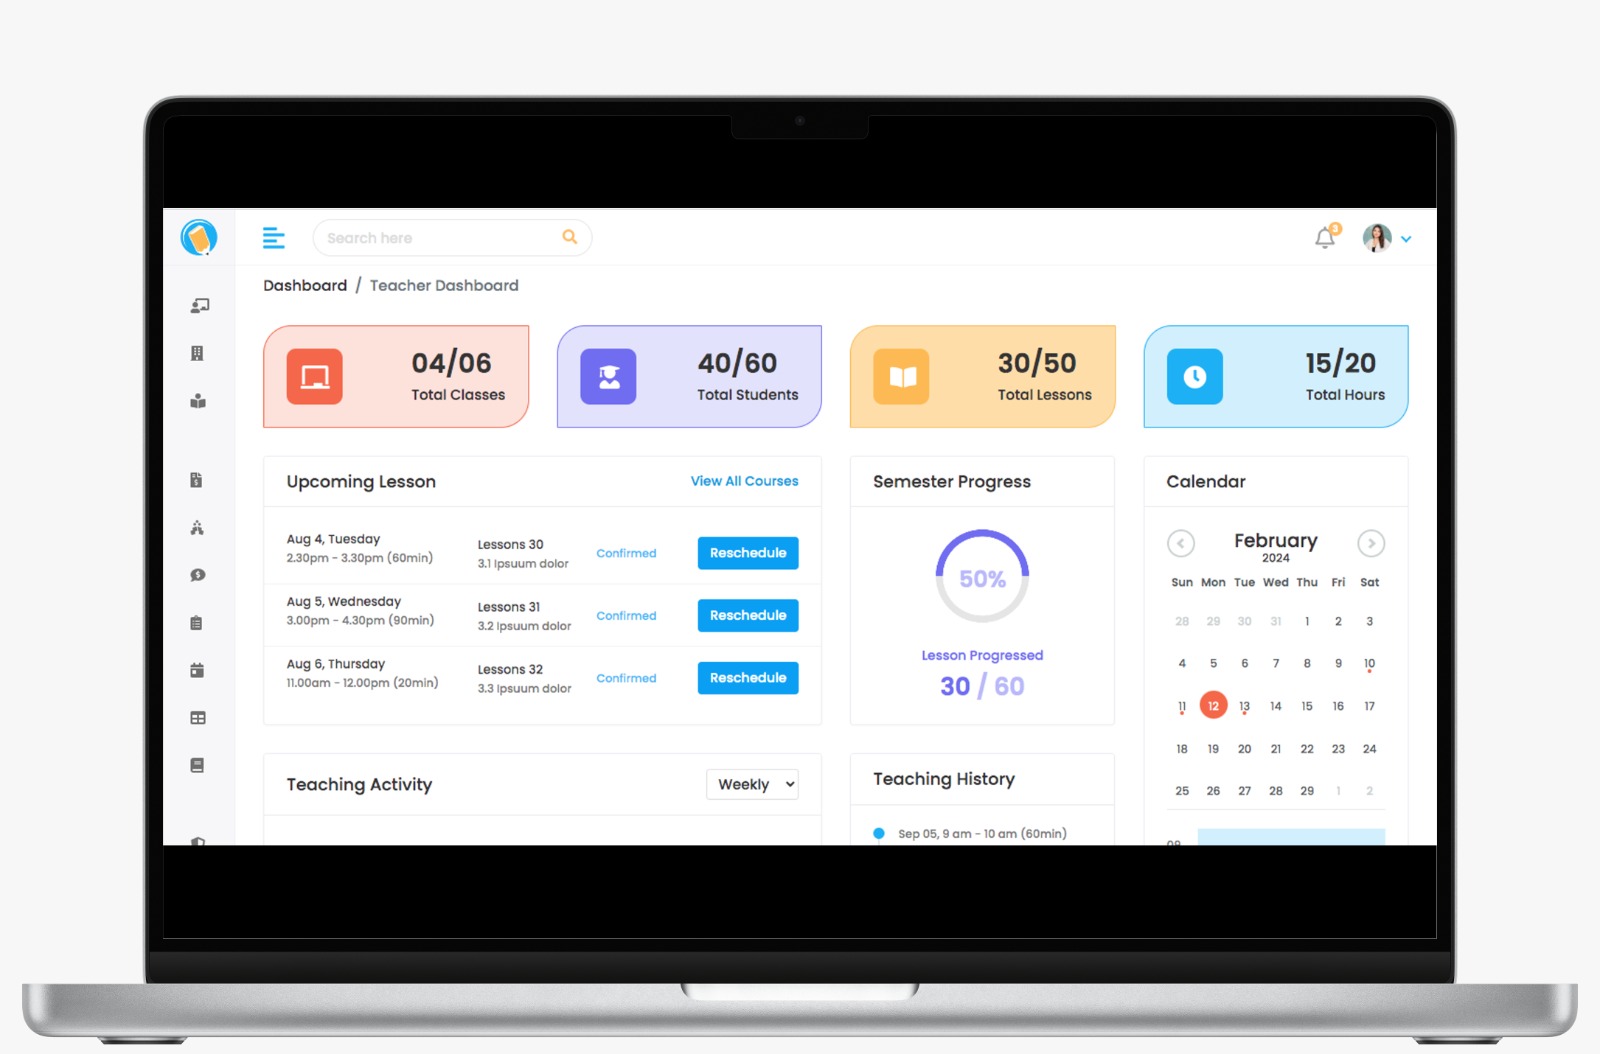 Search here
3
Dashboard / Teacher Dashboard
04/06
Total Classes
40/60
Total Students
30/50
Total Lessons
15/20
Total Hours
Upcoming Lesson
View All Courses
Aug 4, Tuesday
2.30pm - 3.30pm (60min)
Lessons 30
3.1 Ipsuum dolor
Confirmed
Reschedule
Aug 5, Wednesday
3.00pm - 4.30pm (90min)
Lessons 31
3.2 Ipsuum dolor
Confirmed
Reschedule
Aug 6, Thursday
11.00am - 12.00pm (20min)
Lessons 32
3.3 Ipsuum dolor
Confirmed
Reschedule
Semester Progress
50%
Lesson Progressed
30 / 60
Calendar
February
2024
Sun Mon Tue Wed Thu Fri Sat
28 29 30 31 1 2 3
4 5 6 7 8 9 10
11 12 13 14 15 16 17
18 19 20 21 22 23 24
25 26 27 28 29 1 2
Teaching Activity
Weekly
Teaching History
Sep 05, 9 am - 10 am (60min)